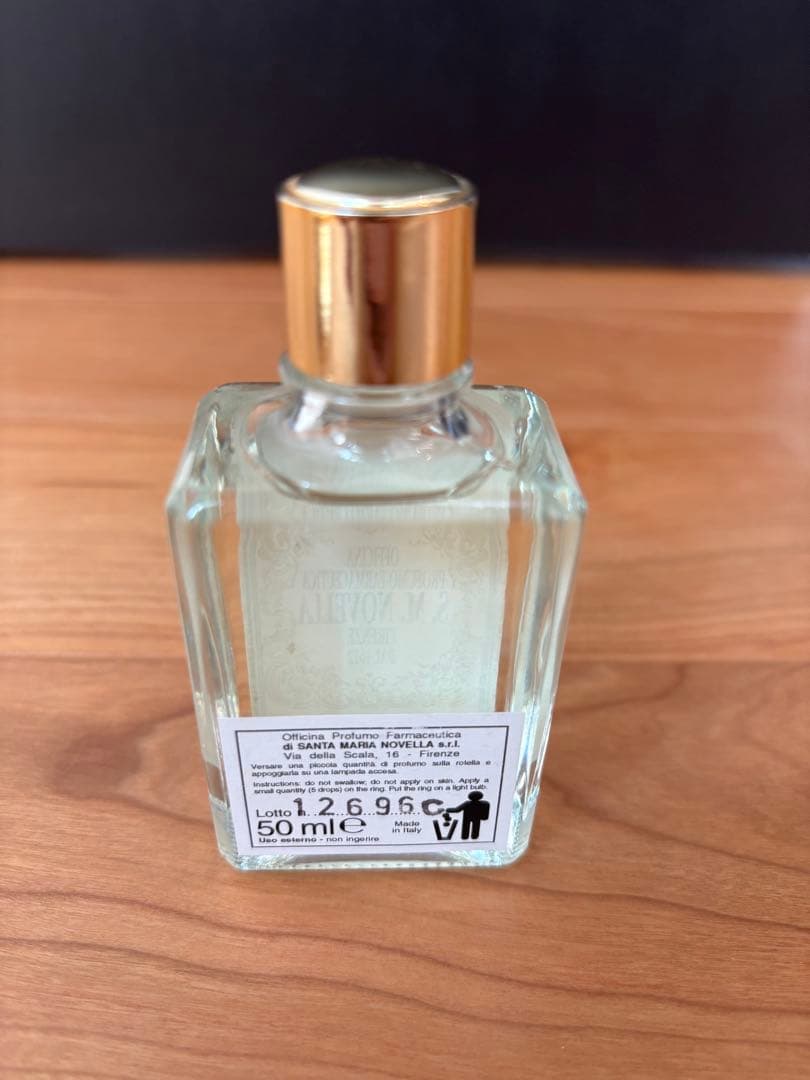 OFFICINA
S. M. NOVELLA
FIRENZE
Officina Profumo Farmaceutica
di SANTA MARIA NOVELLA s.r.l.
Via della Scala, 16 - Firenze
Versare una piccola quantità di profumo sulla rotella e
appoggiarla su una lampada accesa.
Instructions: do not swallow; do not apply on skin. Apply a
small quantity (5 drops) on the ring. Put the ring on a light bulb.
Lotto n. 12696c
50 ml e Made
in Italy
Uso esterno - non ingerire